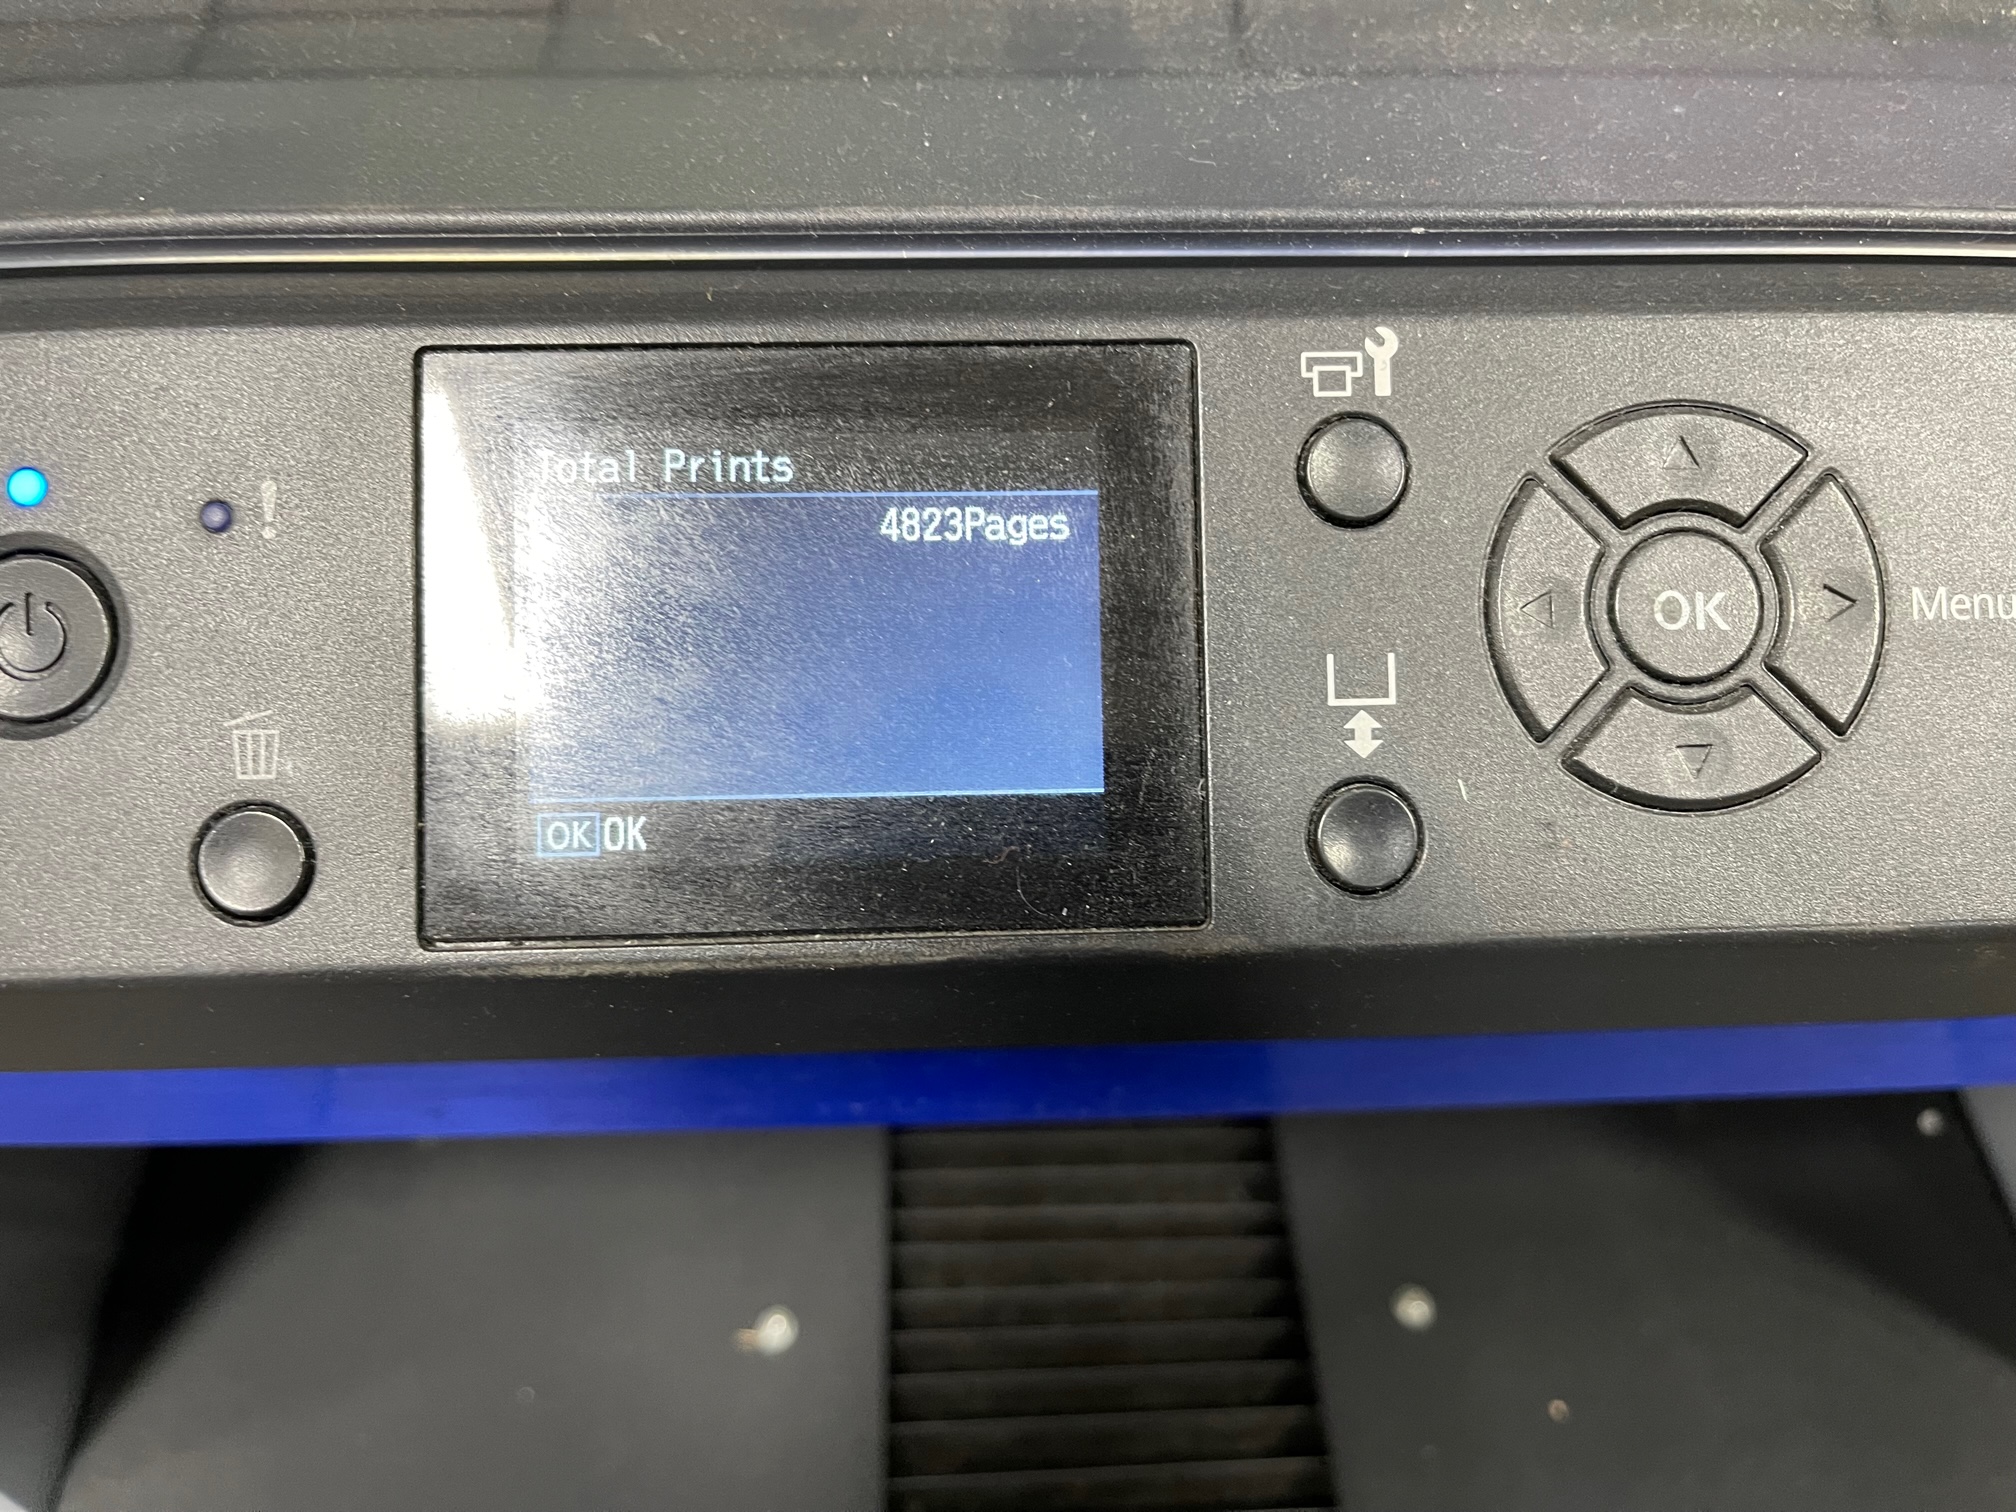 Total Prints
4823Pages
OK OK
OK
Menu